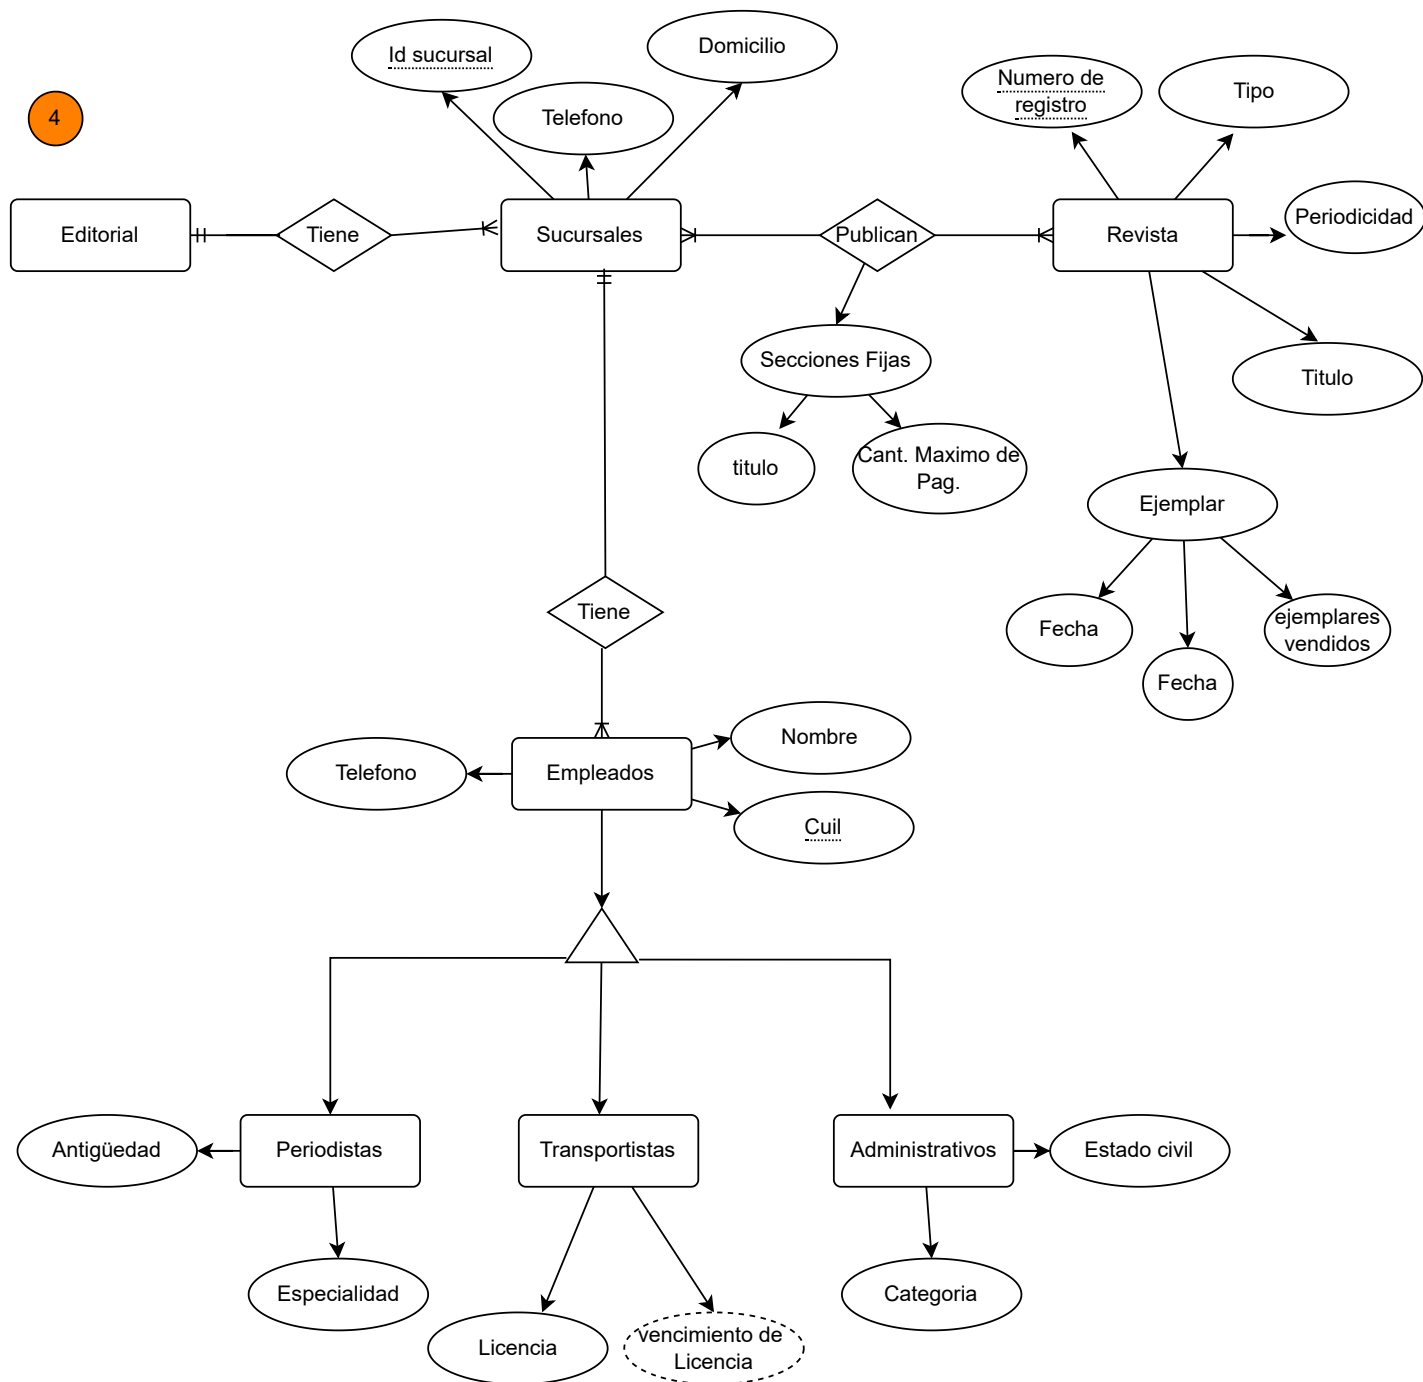 Id sucursal
Domicilio
Numero de
registro
Tipo
4
Telefono
Editorial
Tiene
Sucursales
Publican
Revista
Periodicidad
Secciones Fijas
Titulo
titulo
Cant. Maximo de
Pag.
Ejemplar
Tiene
Fecha
Fecha
ejemplares
vendidos
Telefono
Empleados
Nombre
Cuil
Antigüedad
Periodistas
Transportistas
Administrativos
Estado civil
Especialidad
Categoria
Licencia
vencimiento de
Licencia